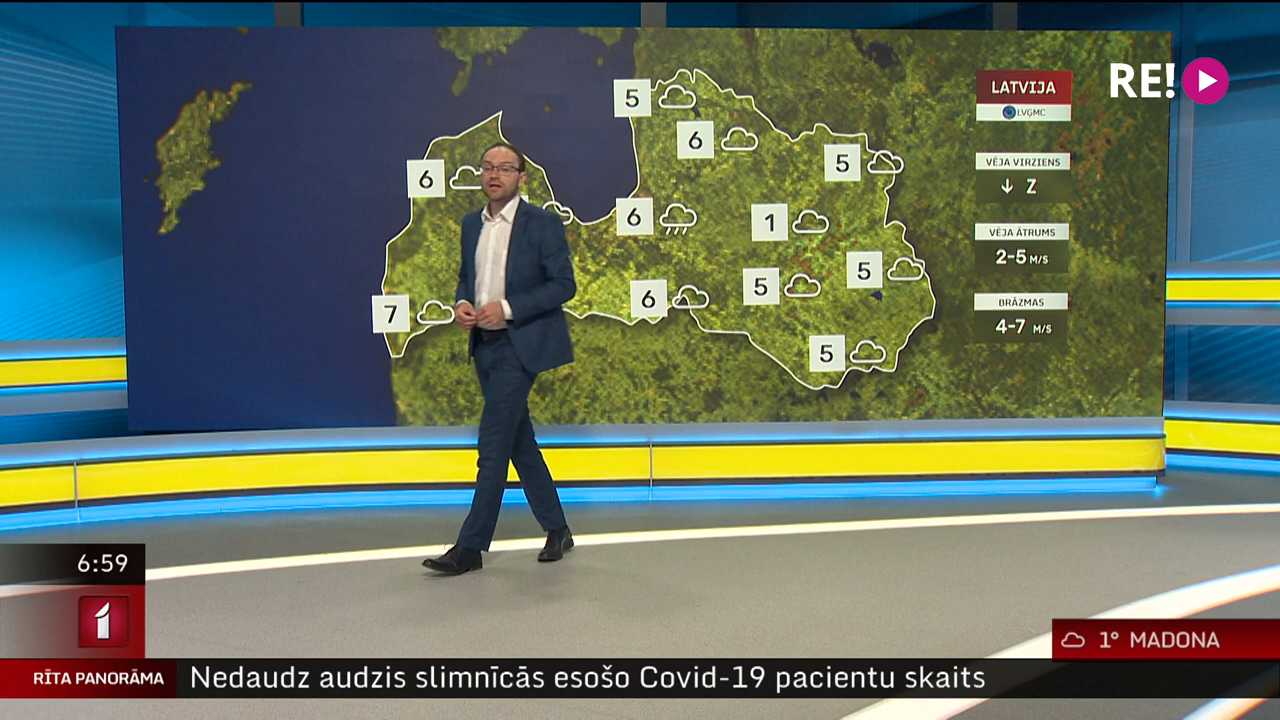 RE!
LATVIJA
LVĢMC
VĒJA VIRZIENS
Z
VĒJA ĀTRUMS
2-5 M/S
BRĀZMAS
4-7 M/S
5
6
5
6
6
1
5
5
7
6
5
6:59
1
1° MADONA
RĪTA PANORĀMA
Nedaudz audzis slimnīcās esošo Covid-19 pacientu skaits